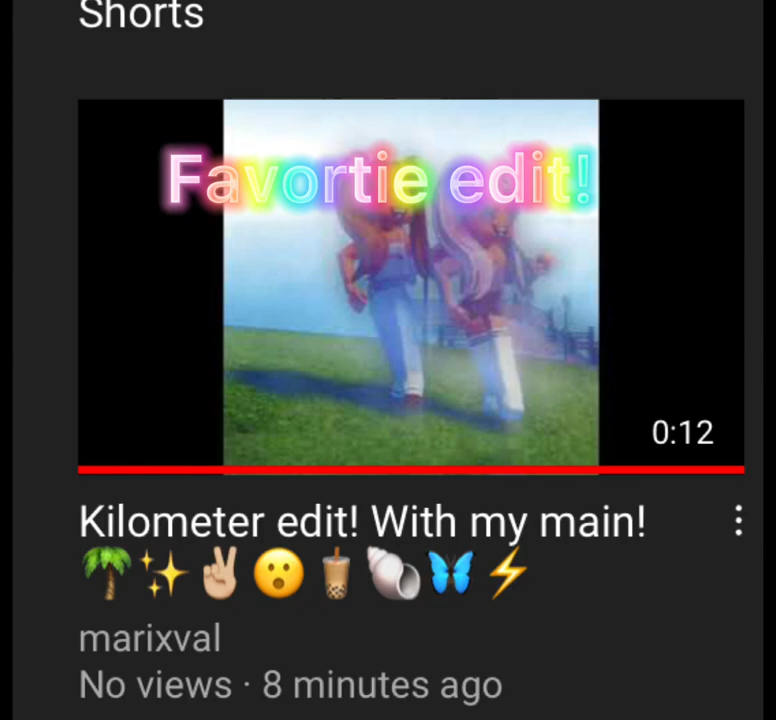 Shorts
Favortie edit!
0:12
Kilometer edit! With my main!
🌴✨✌🏼😮🧋🐚🦋⚡
marixval
No views · 8 minutes ago